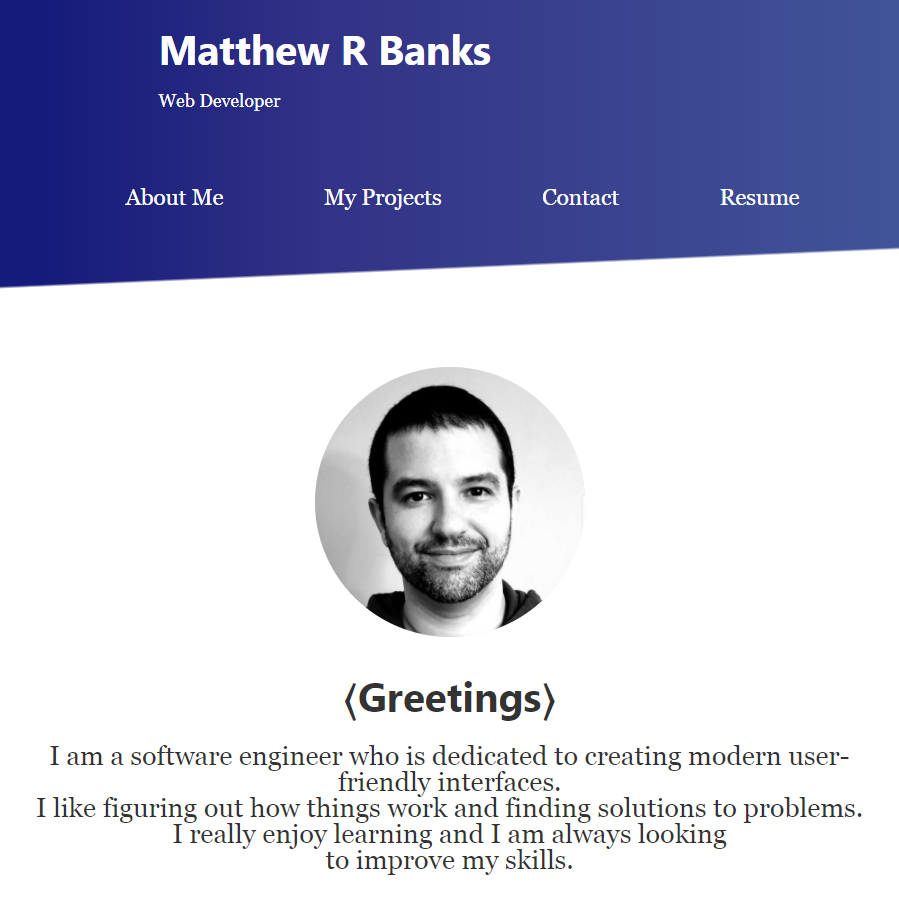 Matthew R Banks
Web Developer
About Me My Projects Contact Resume
⟨Greetings⟩
I am a software engineer who is dedicated to creating modern user-
friendly interfaces.
I like figuring out how things work and finding solutions to problems.
I really enjoy learning and I am always looking
to improve my skills.